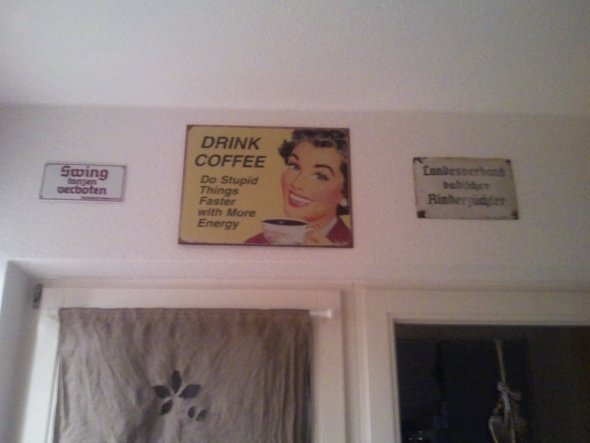 Swing
tanzen
verboten
DRINK
COFFEE
Do Stupid
Things
Faster
with More
Energy
Landesverband
badischer
Rinderzüchter